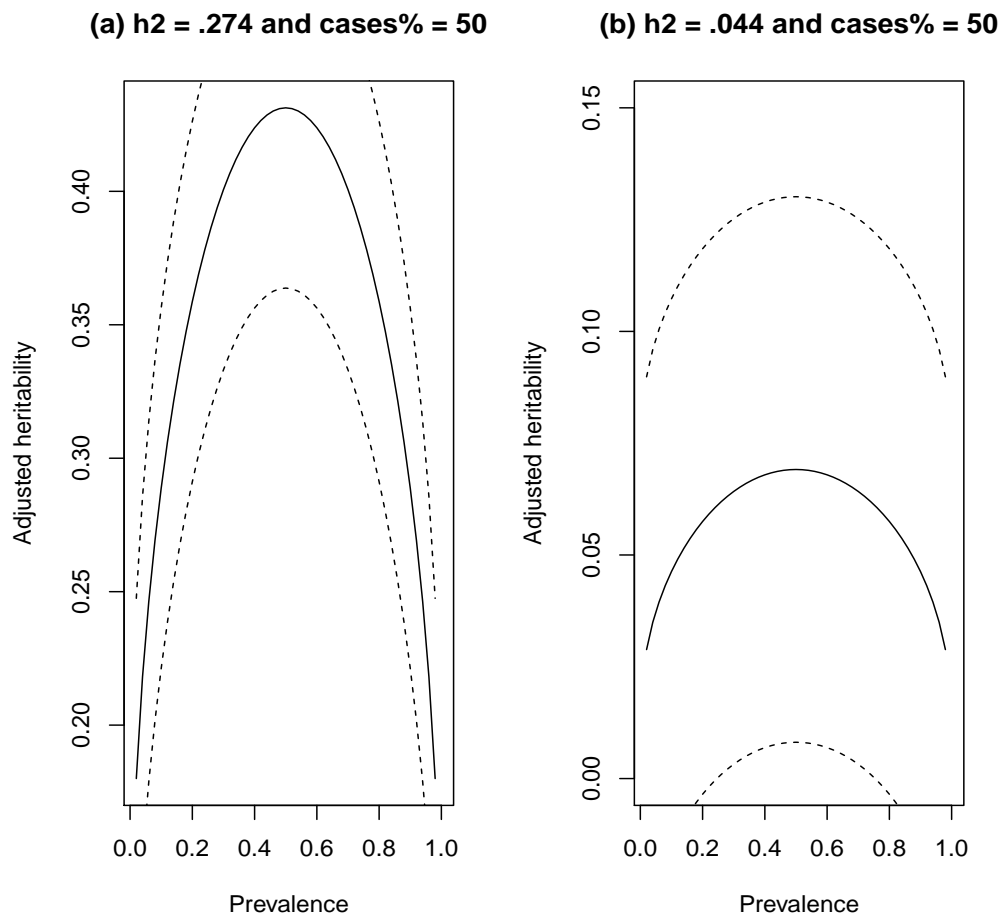 (a) h2 = .274 and cases% = 50
Adjusted heritability
0.40
0.35
0.30
0.25
0.20
0.0 0.2 0.4 0.6 0.8 1.0
Prevalence
(b) h2 = .044 and cases% = 50
Adjusted heritability
0.15
0.10
0.05
0.00
0.0 0.2 0.4 0.6 0.8 1.0
Prevalence